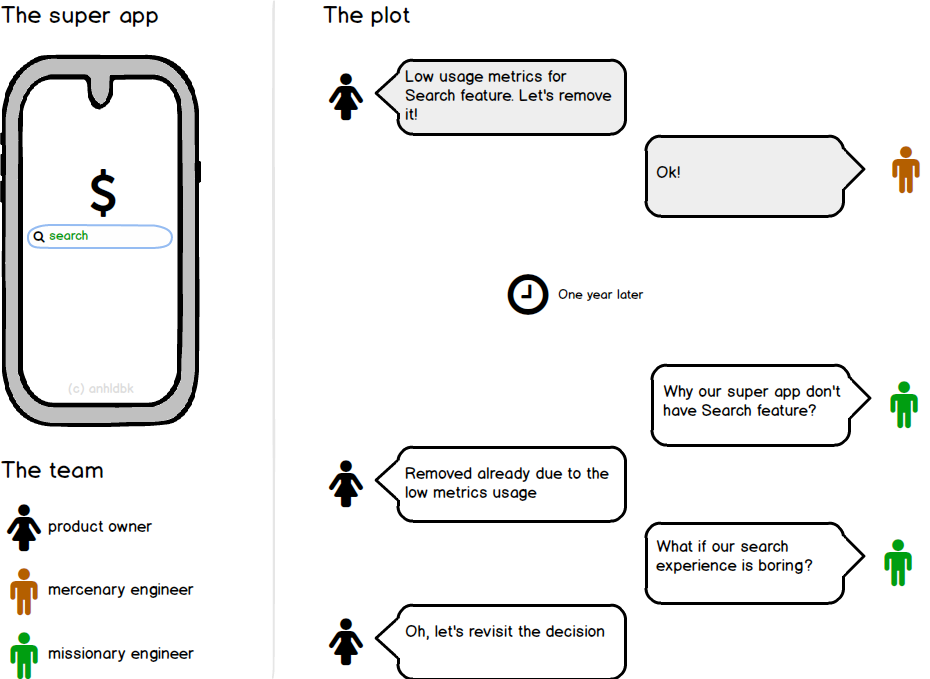 The super app
$
search
(c) anhldbk
The team
product owner
mercenary engineer
missionary engineer
The plot
Low usage metrics for
Search feature. Let's remove
it!
Ok!
One year later
Why our super app don't
have Search feature?
Removed already due to the
low metrics usage
What if our search
experience is boring?
Oh, let's revisit the decision